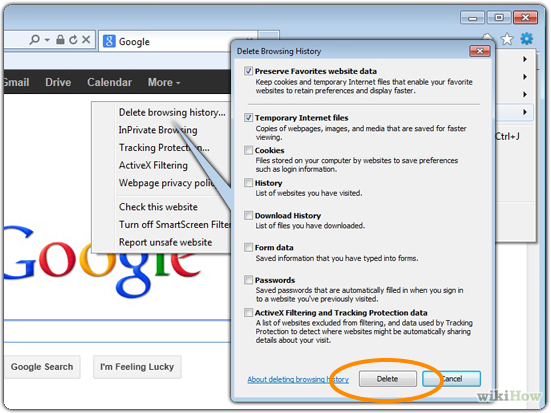 Google
Gmail Drive Calendar More
Delete browsing history...
InPrivate Browsing
Tracking Protection...
ActiveX Filtering
Webpage privacy
Check this website
Turn off SmartScreen Filter
Report unsafe website
Google
Google Search
I'm Feeling Lucky
Ctrl+J
Delete Browsing History
Preserve Favorites website data
Keep cookies and temporary Internet files that enable your favorite
websites to retain preferences and display faster.
Temporary Internet files
Copies of webpages, images, and media that are saved for faster
viewing.
Cookies
Files stored on your computer by websites to save preferences
such as login information.
History
List of websites you have visited.
Download History
List of files you have downloaded.
Form data
Saved information that you have typed into forms.
Passwords
Saved passwords that are automatically filled in when you sign in
to a website you've previously visited.
ActiveX Filtering and Tracking Protection data
A list of websites excluded from filtering, and data used by Tracking
Protection to detect where websites might be automatically sharing
details about your visit.
About deleting browsing history
Delete
Cancel
wikiHow